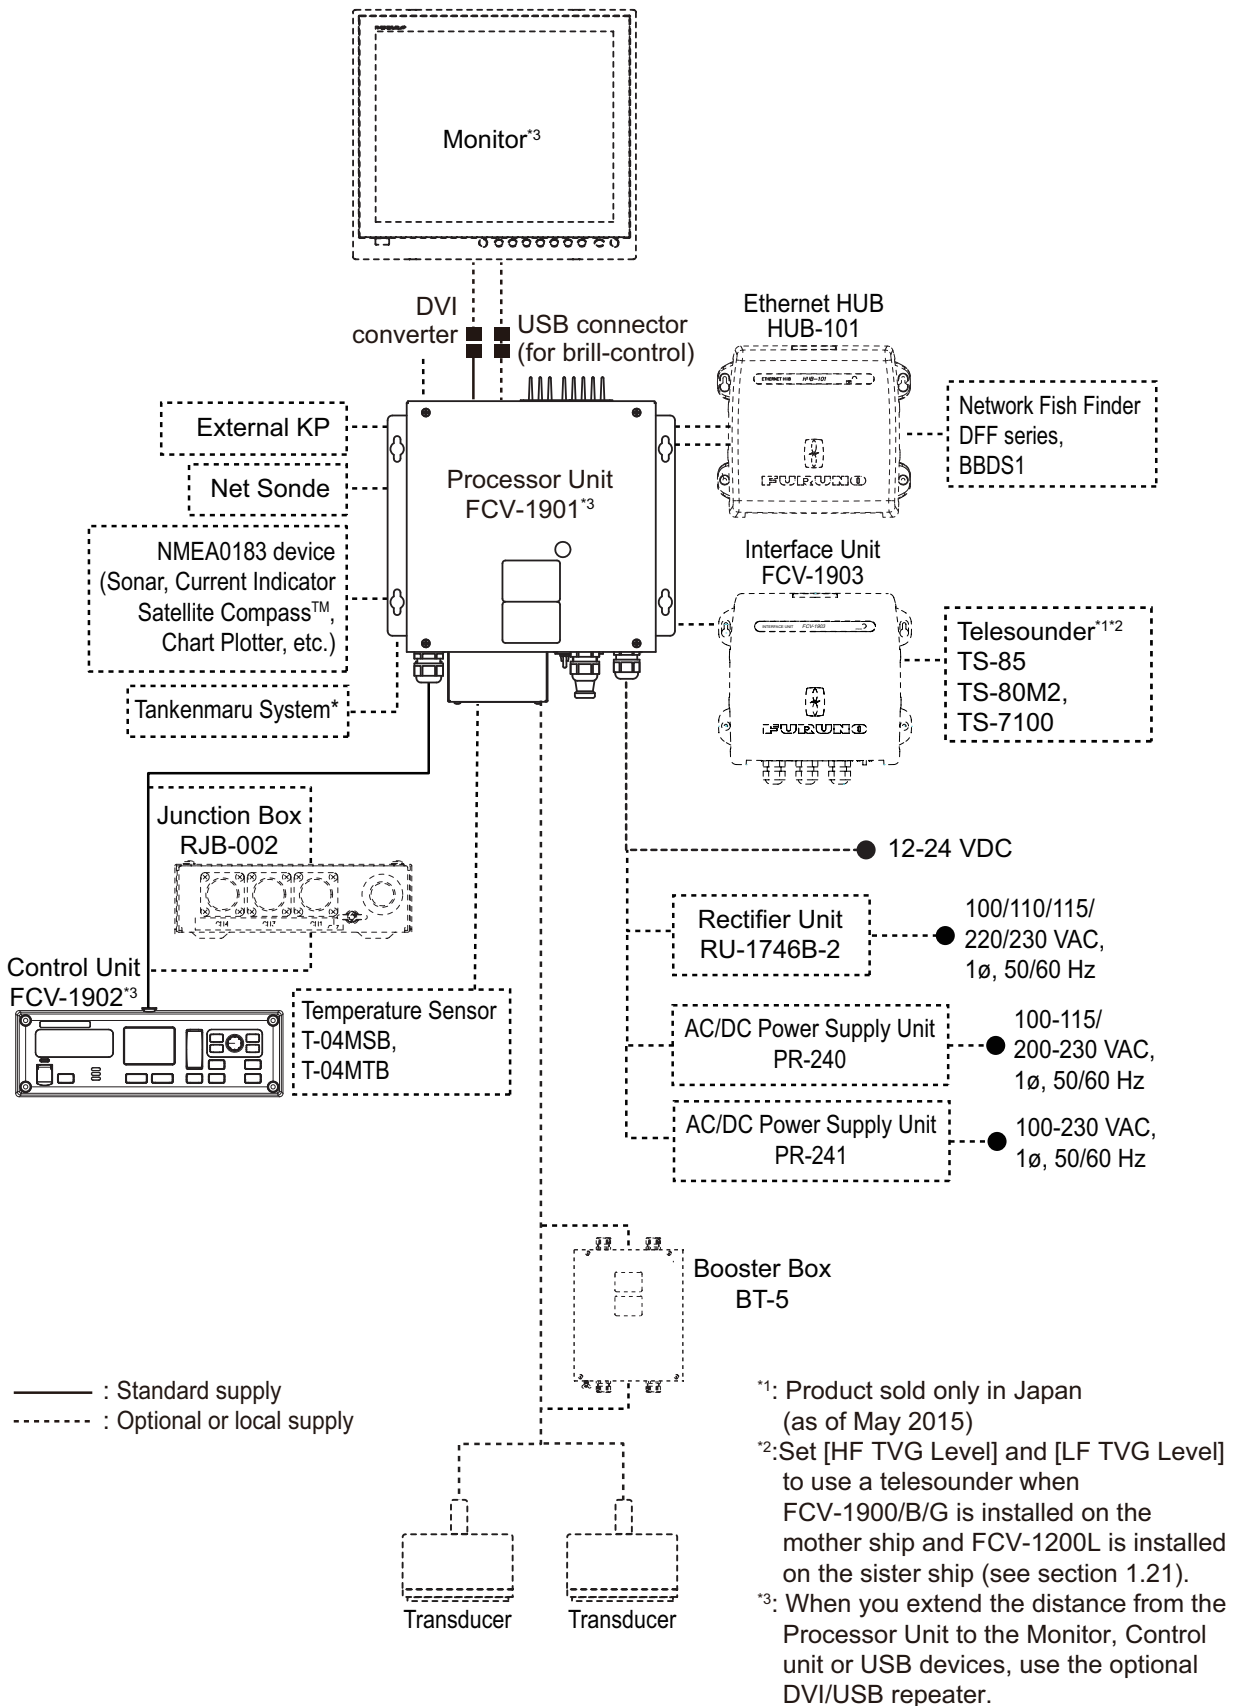 Monitor*3
DVI
converter
USB connector
(for brill-control)
Ethernet HUB
HUB-101
ETHERNET HUB HUB-101
FURUNO
Network Fish Finder
DFF series,
BBDS1
External KP
Net Sonde
NMEA0183 device
(Sonar, Current Indicator
Satellite Compass™,
Chart Plotter, etc.)
Tankenmaru System*
Processor Unit
FCV-1901*3
Interface Unit
FCV-1903
INTERFACE UNIT FCV-1903
FURUNO
Telesounder*1*2
TS-85
TS-80M2,
TS-7100
Junction Box
RJB-002
Control Unit
FCV-1902*3
Temperature Sensor
T-04MSB,
T-04MTB
12-24 VDC
Rectifier Unit
RU-1746B-2
100/110/115/
220/230 VAC,
1ø, 50/60 Hz
AC/DC Power Supply Unit
PR-240
100-115/
200-230 VAC,
1ø, 50/60 Hz
AC/DC Power Supply Unit
PR-241
100-230 VAC,
1ø, 50/60 Hz
Booster Box
BT-5
Transducer
Transducer
: Standard supply
: Optional or local supply
*1: Product sold only in Japan
(as of May 2015)
*2:Set [HF TVG Level] and [LF TVG Level]
to use a telesounder when
FCV-1900/B/G is installed on the
mother ship and FCV-1200L is installed
on the sister ship (see section 1.21).
*3: When you extend the distance from the
Processor Unit to the Monitor, Control
unit or USB devices, use the optional
DVI/USB repeater.